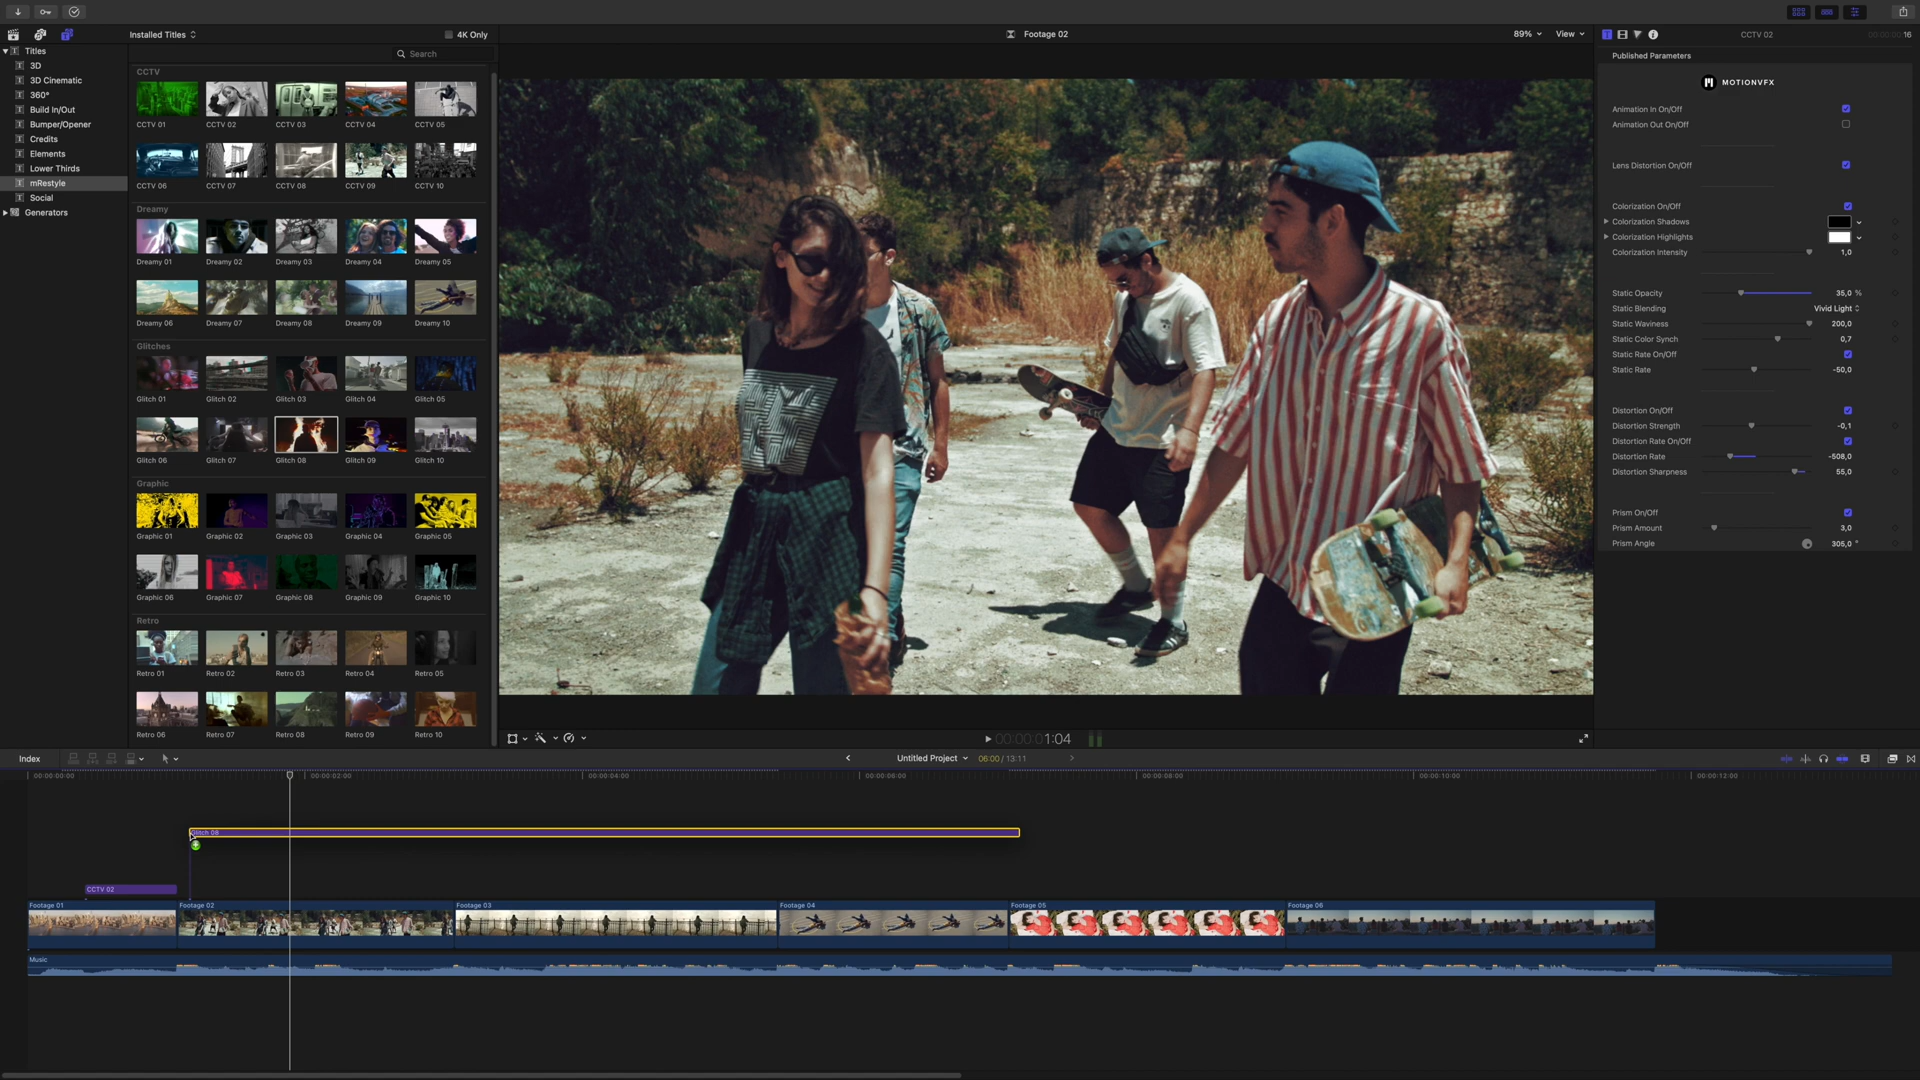 Installed Titles
4K Only
Footage 02
89%
View
CCTV 02
16
Titles
Search
Published Parameters
3D
CCTV
3D Cinematic
MOTIONVFX
360°
Build In/Out
Animation In On/Off
Bumper/Opener
CCTV 01
CCTV 02
CCTV 03
CCTV 04
CCTV 05
Animation Out On/Off
Credits
Elements
Lower Thirds
Lens Distortion On/Off
mRestyle
CCTV 06
CCTV 07
CCTV 08
CCTV 09
CCTV 10
Social
Dreamy
Colorization On/Off
Generators
Colorization Shadows
Colorization Highlights
Colorization Intensity
1,0
Dreamy 01
Dreamy 02
Dreamy 03
Dreamy 04
Dreamy 05
Static Opacity
35,0 %
Static Blending
Vivid Light
Dreamy 06
Dreamy 07
Dreamy 08
Dreamy 09
Dreamy 10
Static Waviness
200,0
Static Color Synch
0,7
Glitches
Static Rate On/Off
Static Rate
-50,0
Glitch 01
Glitch 02
Glitch 03
Glitch 04
Glitch 05
Distortion On/Off
Distortion Strength
-0,1
Distortion Rate On/Off
Glitch 06
Glitch 07
Glitch 08
Glitch 09
Glitch 10
Distortion Rate
-508,0
Distortion Sharpness
55,0
Graphic
Prism On/Off
Prism Amount
3,0
Graphic 01
Graphic 02
Graphic 03
Graphic 04
Graphic 05
Prism Angle
305,0 °
Graphic 06
Graphic 07
Graphic 08
Graphic 09
Graphic 10
Retro
Retro 01
Retro 02
Retro 03
Retro 04
Retro 05
Retro 06
Retro 07
Retro 08
Retro 09
Retro 10
00:00:01:04
Index
Untitled Project
06:00 / 13:11
00:00:00:00
00:00:02:00
00:00:04:00
00:00:06:00
00:00:08:00
00:00:10:00
00:00:12:00
Glitch 08
CCTV 02
Footage 01
Footage 02
Footage 03
Footage 04
Footage 05
Footage 06
Music